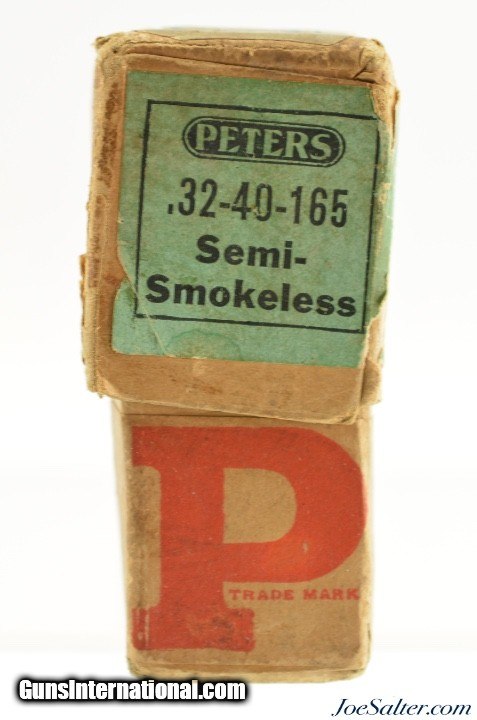 PETERS
.32-40-165
Semi-
Smokeless
P
TRADE MARK
GunsInternational.com
JoeSalter.com